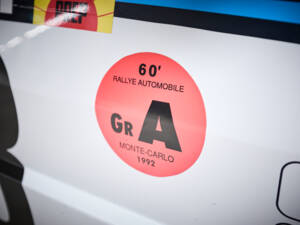 60'
RALLYE AUTOMOBILE
GR A
MONTE-CARLO
1992